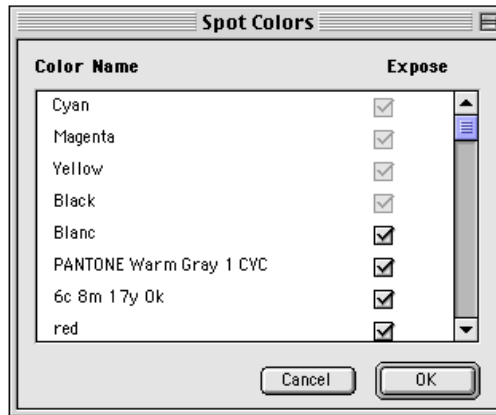 Spot Colors
Color Name Expose
Cyan
Magenta
Yellow
Black
Blanc
PANTONE Warm Gray 1 CVC
6c 8m 17y 0k
red
Cancel OK